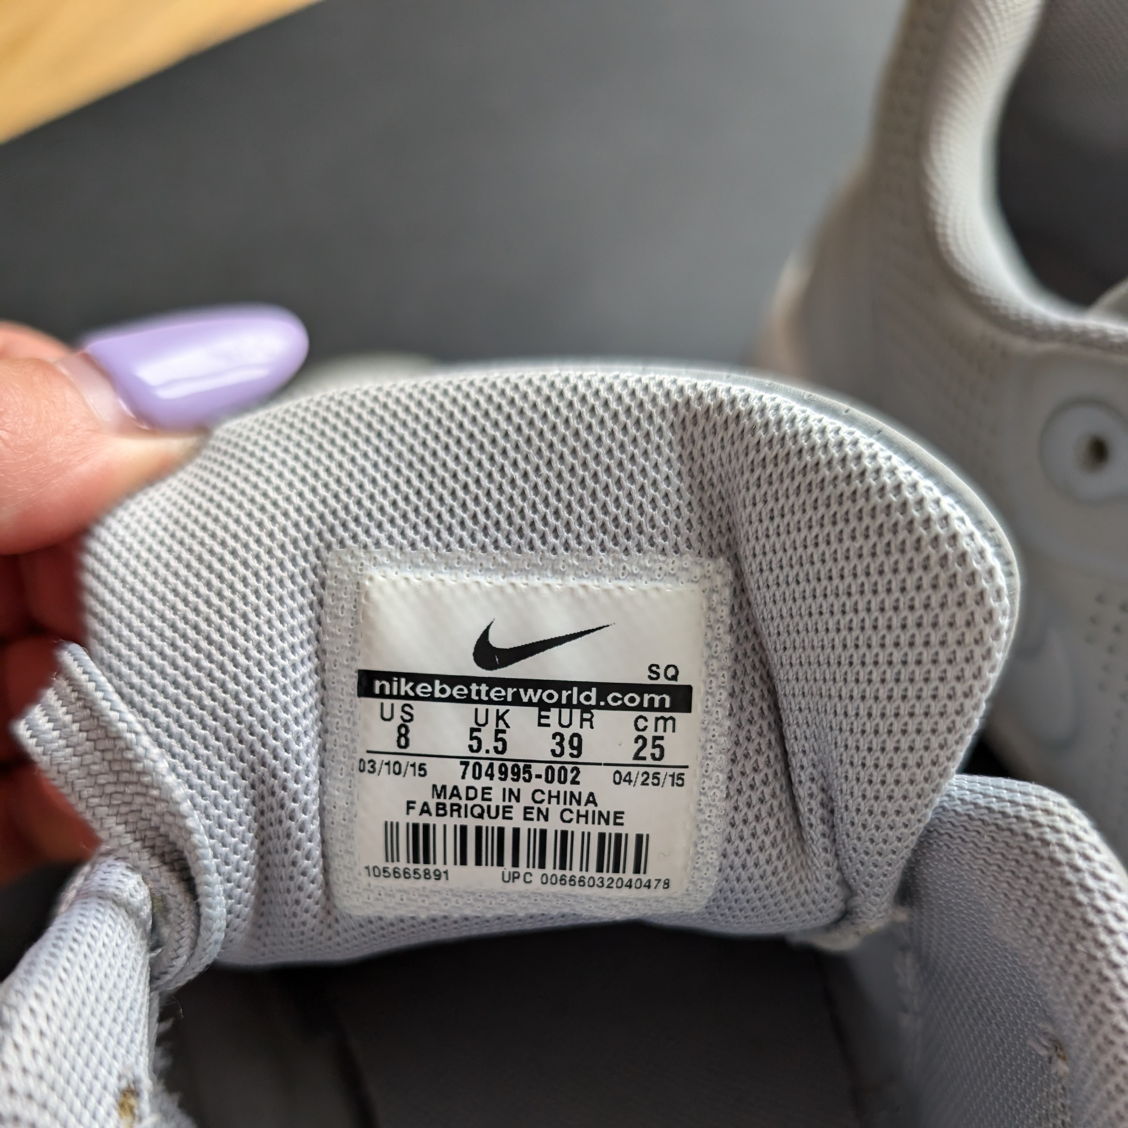 SQ
nikebetterworld.com
US UK EUR cm
8 5.5 39 25
03/10/15 704995-002 04/25/15
MADE IN CHINA
FABRIQUE EN CHINE
105665891 UPC 00666032040478